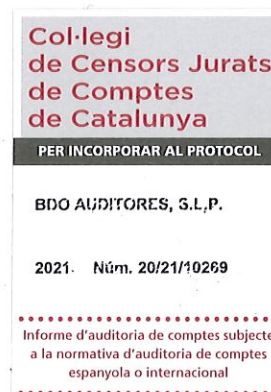 Col·legi
de Censors Jurats
de Comptes
de Catalunya
PER INCORPORAR AL PROTOCOL
BDO AUDITORES, S.L.P.
2021 Núm. 20/21/10269
Informe d'auditoria de comptes subjecte
a la normativa d'auditoria de comptes
espanyola o internacional